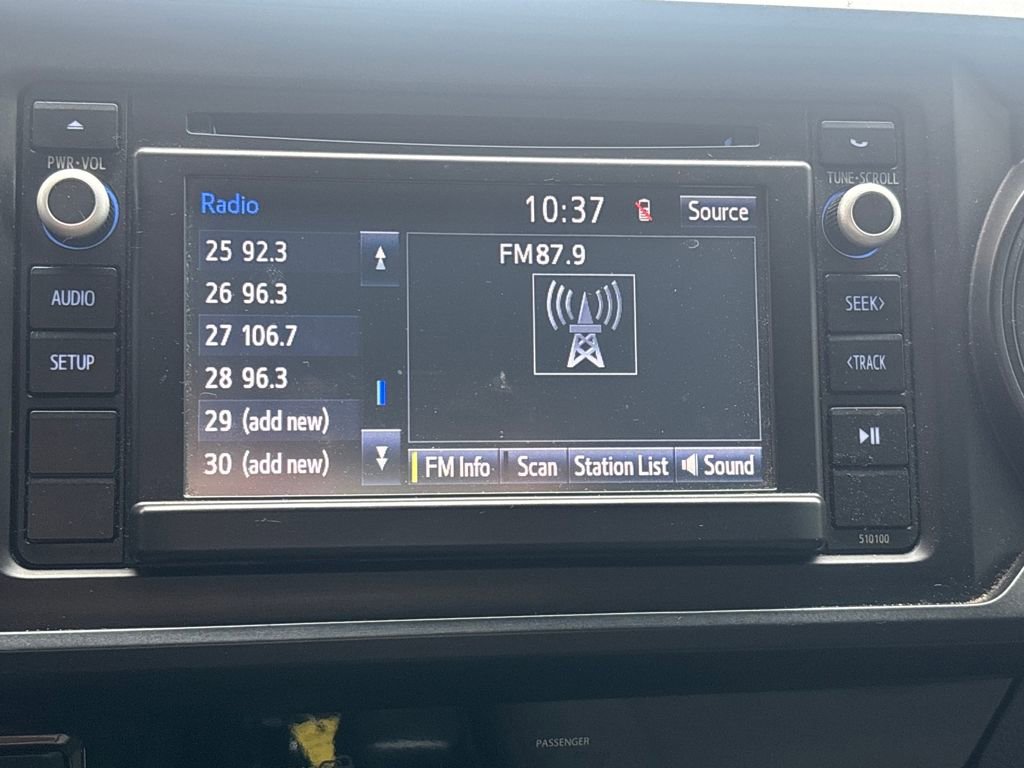 PWR·VOL
AUDIO
SETUP
Radio
10:37
Source
25 92.3
26 96.3
27 106.7
28 96.3
29 (add new)
30 (add new)
FM87.9
FM Info
Scan
Station List
Sound
TUNE·SCROLL
SEEK>
<TRACK
510100
PASSENGER